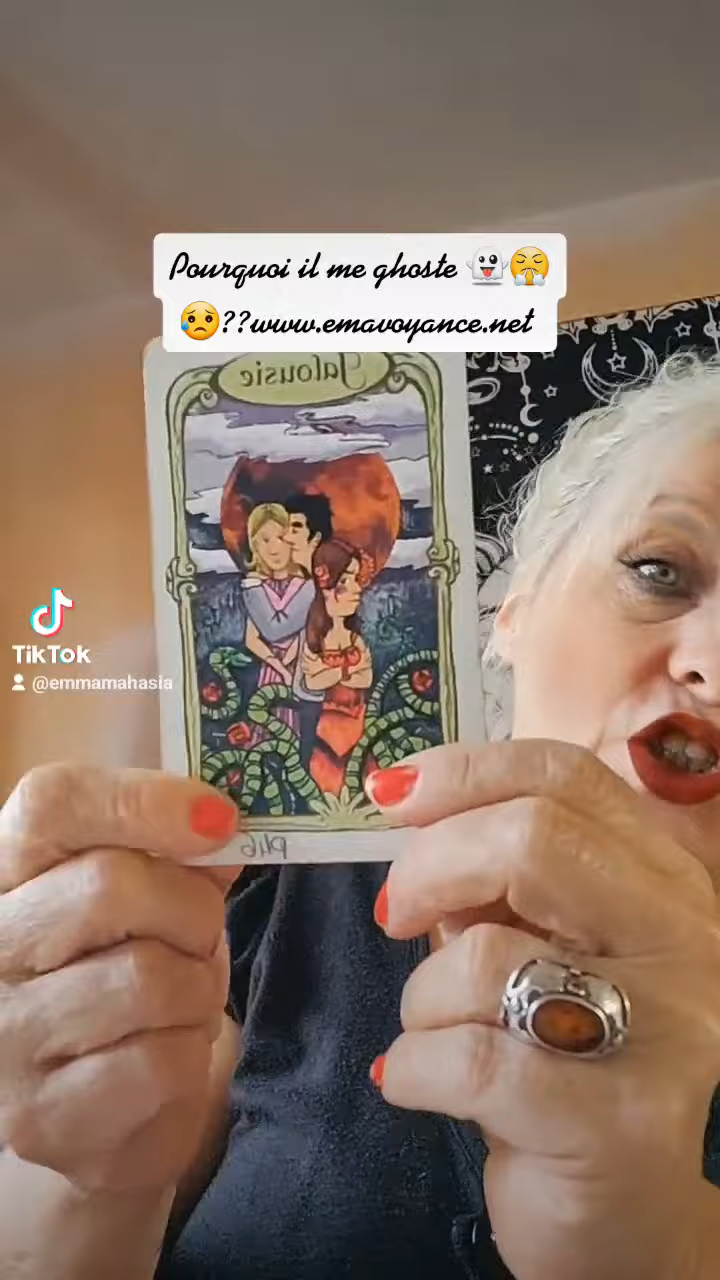 Pourquoi il me ghoste 👻😤
😥??www.emavoyance.net
Jalousie
TikTok
@emmamahasia